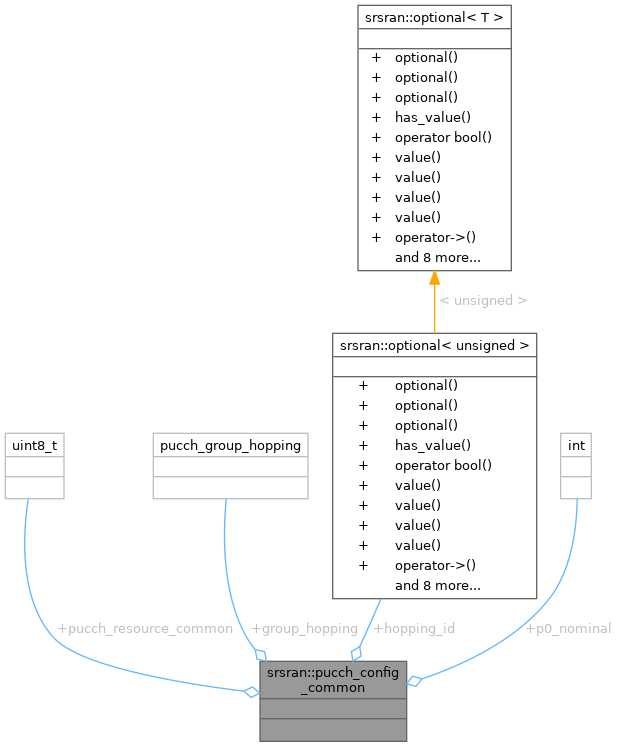 srsran::optional< T >
+ optional()
+ optional()
+ optional()
+ has_value()
+ operator bool()
+ value()
+ value()
+ value()
+ value()
+ operator->()
and 8 more...
< unsigned >
srsran::optional< unsigned >
+ optional()
+ optional()
+ optional()
+ has_value()
+ operator bool()
+ value()
+ value()
+ value()
+ value()
+ operator->()
and 8 more...
uint8_t
pucch_group_hopping
int
+pucch_resource_common
+group_hopping
+hopping_id
+p0_nominal
srsran::pucch_config
_common